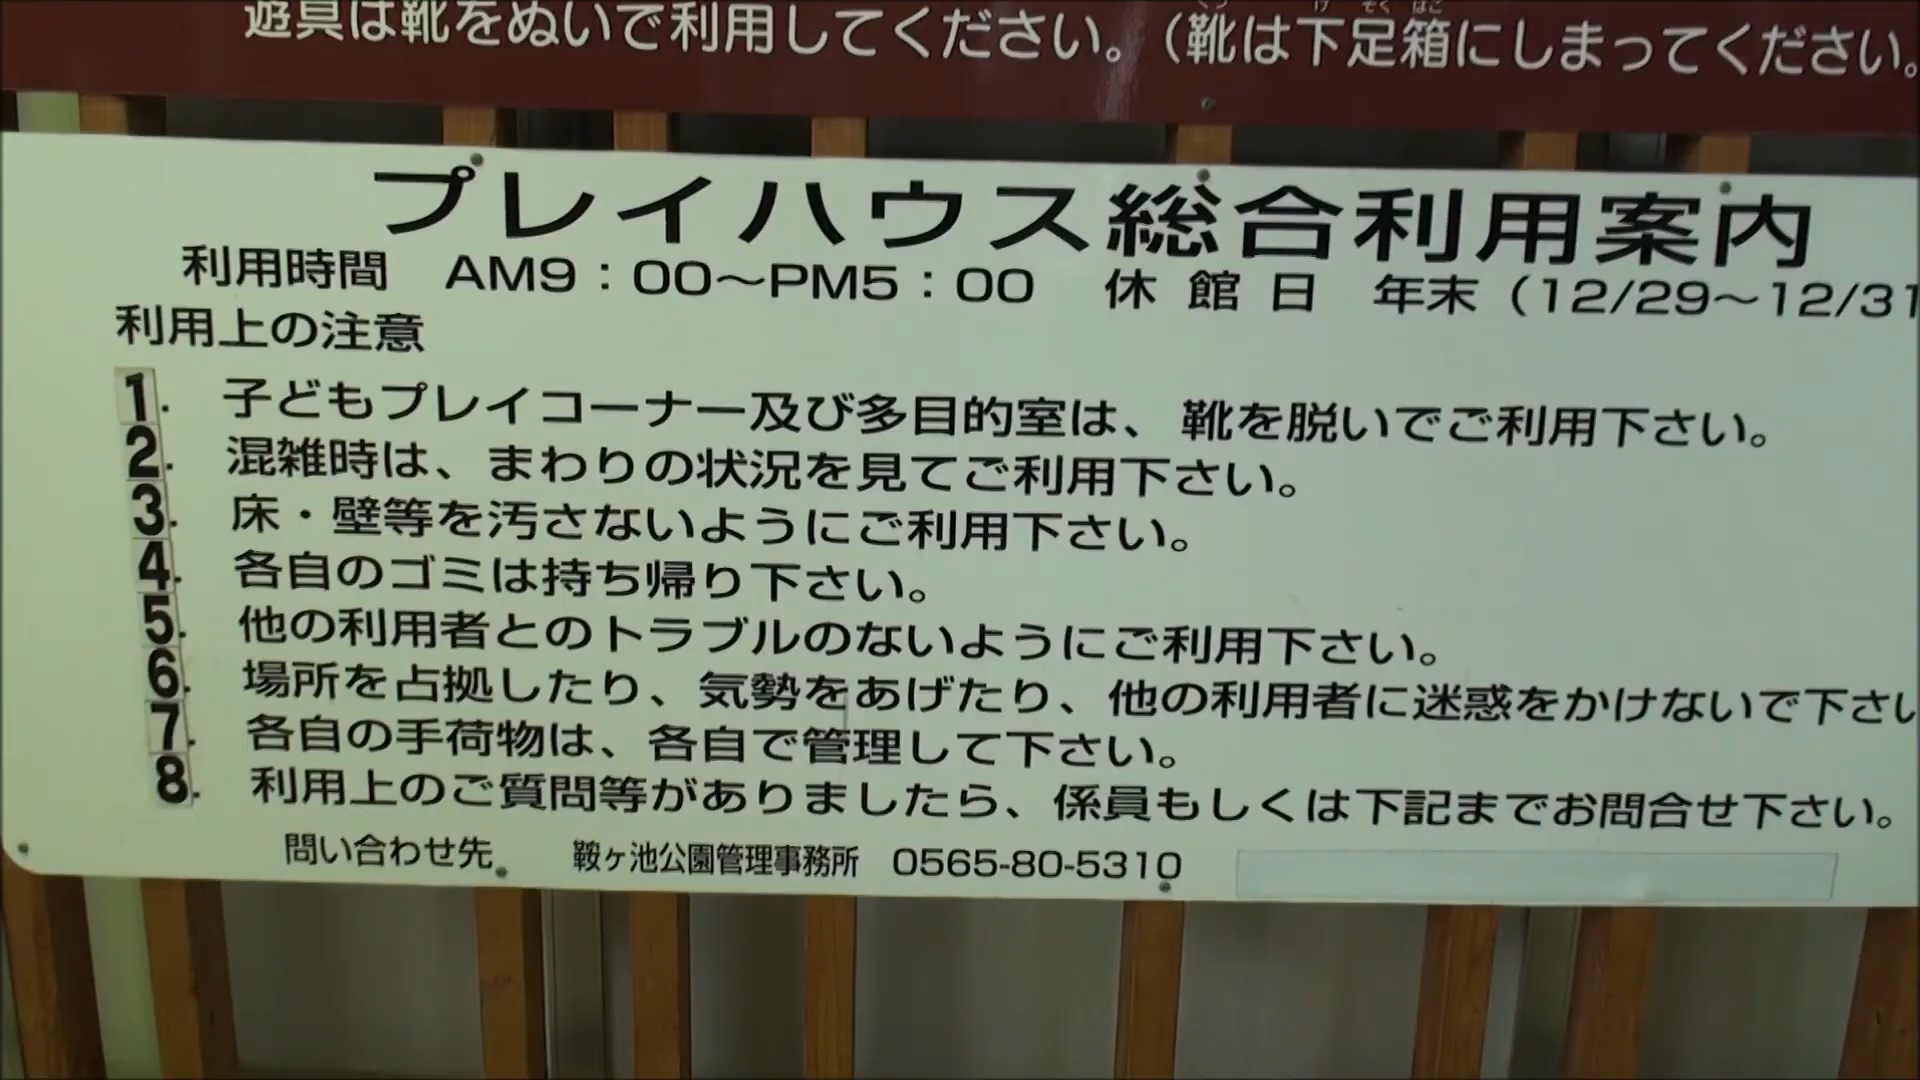 遊具は靴をぬいで利用してください。（靴は下足箱にしまってください。
プレイハウス総合利用案内
利用時間　AM9：00～PM5：00　休 館 日　年末（12/29～12/31
利用上の注意
1. 子どもプレイコーナー及び多目的室は、靴を脱いでご利用下さい。
2. 混雑時は、まわりの状況を見てご利用下さい。
3. 床・壁等を汚さないようにご利用下さい。
4. 各自のゴミは持ち帰り下さい。
5. 他の利用者とのトラブルのないようにご利用下さい。
6. 場所を占拠したり、気勢をあげたり、他の利用者に迷惑をかけないで下さい
7. 各自の手荷物は、各自で管理して下さい。
8. 利用上のご質問等がありましたら、係員もしくは下記までお問合せ下さい。
問い合わせ先　鞍ヶ池公園管理事務所　0565-80-5310